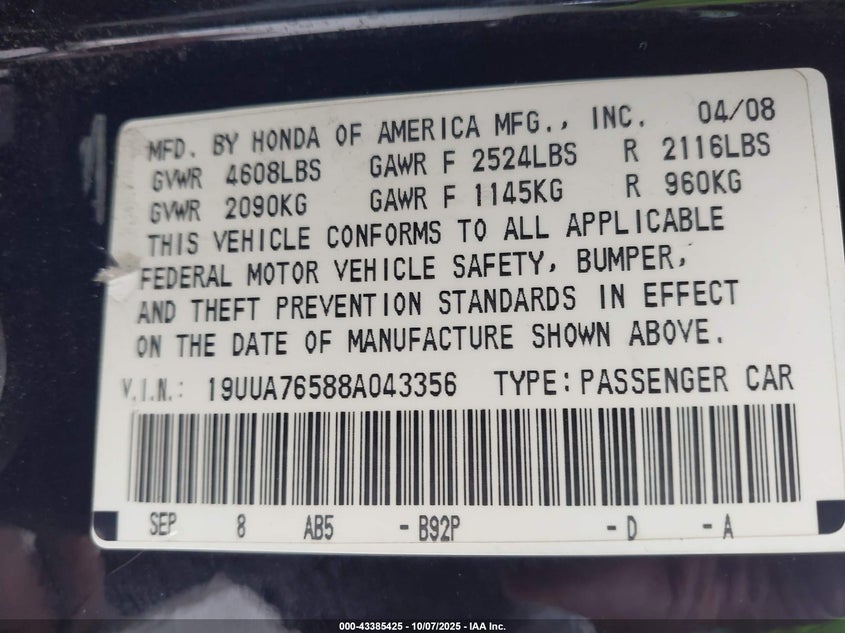 MFD. BY HONDA OF AMERICA MFG., INC. 04/08
GVWR 4608LBS GAWR F 2524LBS R 2116LBS
GVWR 2090KG GAWR F 1145KG R 960KG
THIS VEHICLE CONFORMS TO ALL APPLICABLE
FEDERAL MOTOR VEHICLE SAFETY, BUMPER,
AND THEFT PREVENTION STANDARDS IN EFFECT
ON THE DATE OF MANUFACTURE SHOWN ABOVE.
V.I.N.: 19UUA76588A043356 TYPE: PASSENGER CAR
SEP 8 AB5 - B92P - D - A
000-43385425 - 10/07/2025 - IAA Inc.